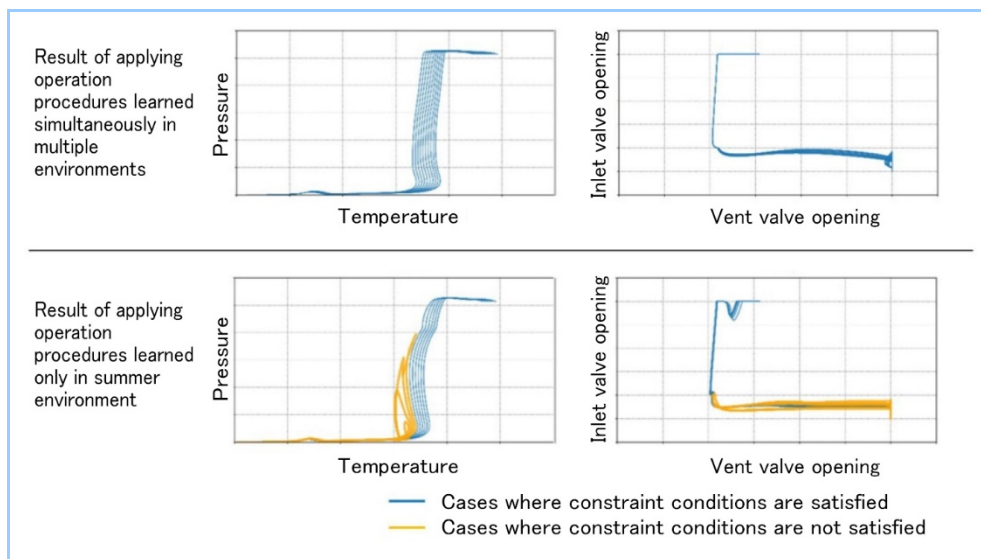 Result of applying
operation
procedures learned
simultaneously in
multiple
environments
Pressure
Temperature
Inlet valve opening
Vent valve opening
Result of applying
operation
procedures learned
only in summer
environment
Pressure
Temperature
Inlet valve opening
Vent valve opening
Cases where constraint conditions are satisfied
Cases where constraint conditions are not satisfied